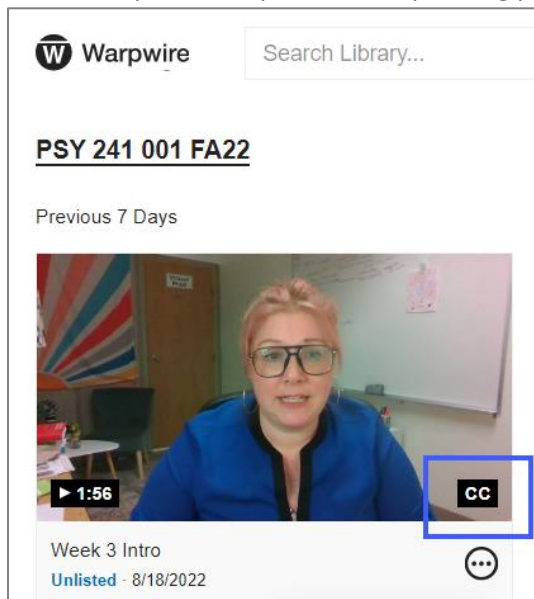 Warpwire
Search Library...
PSY 241 001 FA22
Previous 7 Days
1:56
CC
Week 3 Intro
Unlisted · 8/18/2022